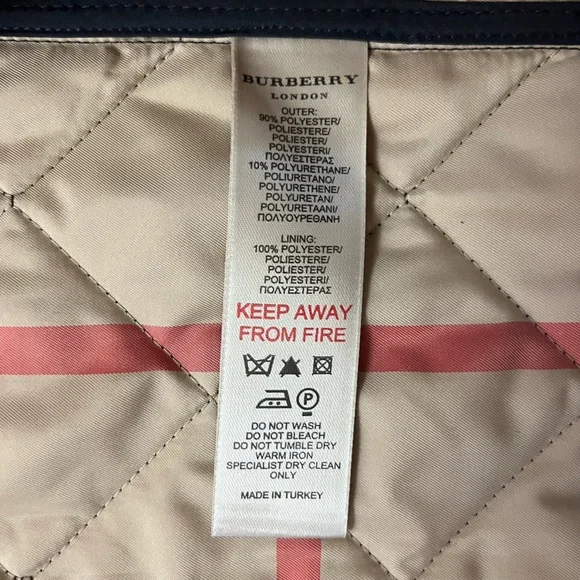 BURBERRY
LONDON
OUTER:
90% POLYESTER/
POLIESTERE/
POLIESTER/
POLYESTERI/
ΠΟΛΥΕΣΤΕΡΑΣ
10% POLYURETHANE/
POLIURETANO/
POLYURETHENE/
POLYURETAN/
POLYURETAANI/
ΠΟΛΥΟΥΡΕΘΑΝΗ
LINING:
100% POLYESTER/
POLIESTERE/
POLIESTER/
POLYESTERI/
ΠΟΛΥΕΣΤΕΡΑΣ
KEEP AWAY
FROM FIRE
P
DO NOT WASH
DO NOT BLEACH
DO NOT TUMBLE DRY
WARM IRON
SPECIALIST DRY CLEAN
ONLY
MADE IN TURKEY